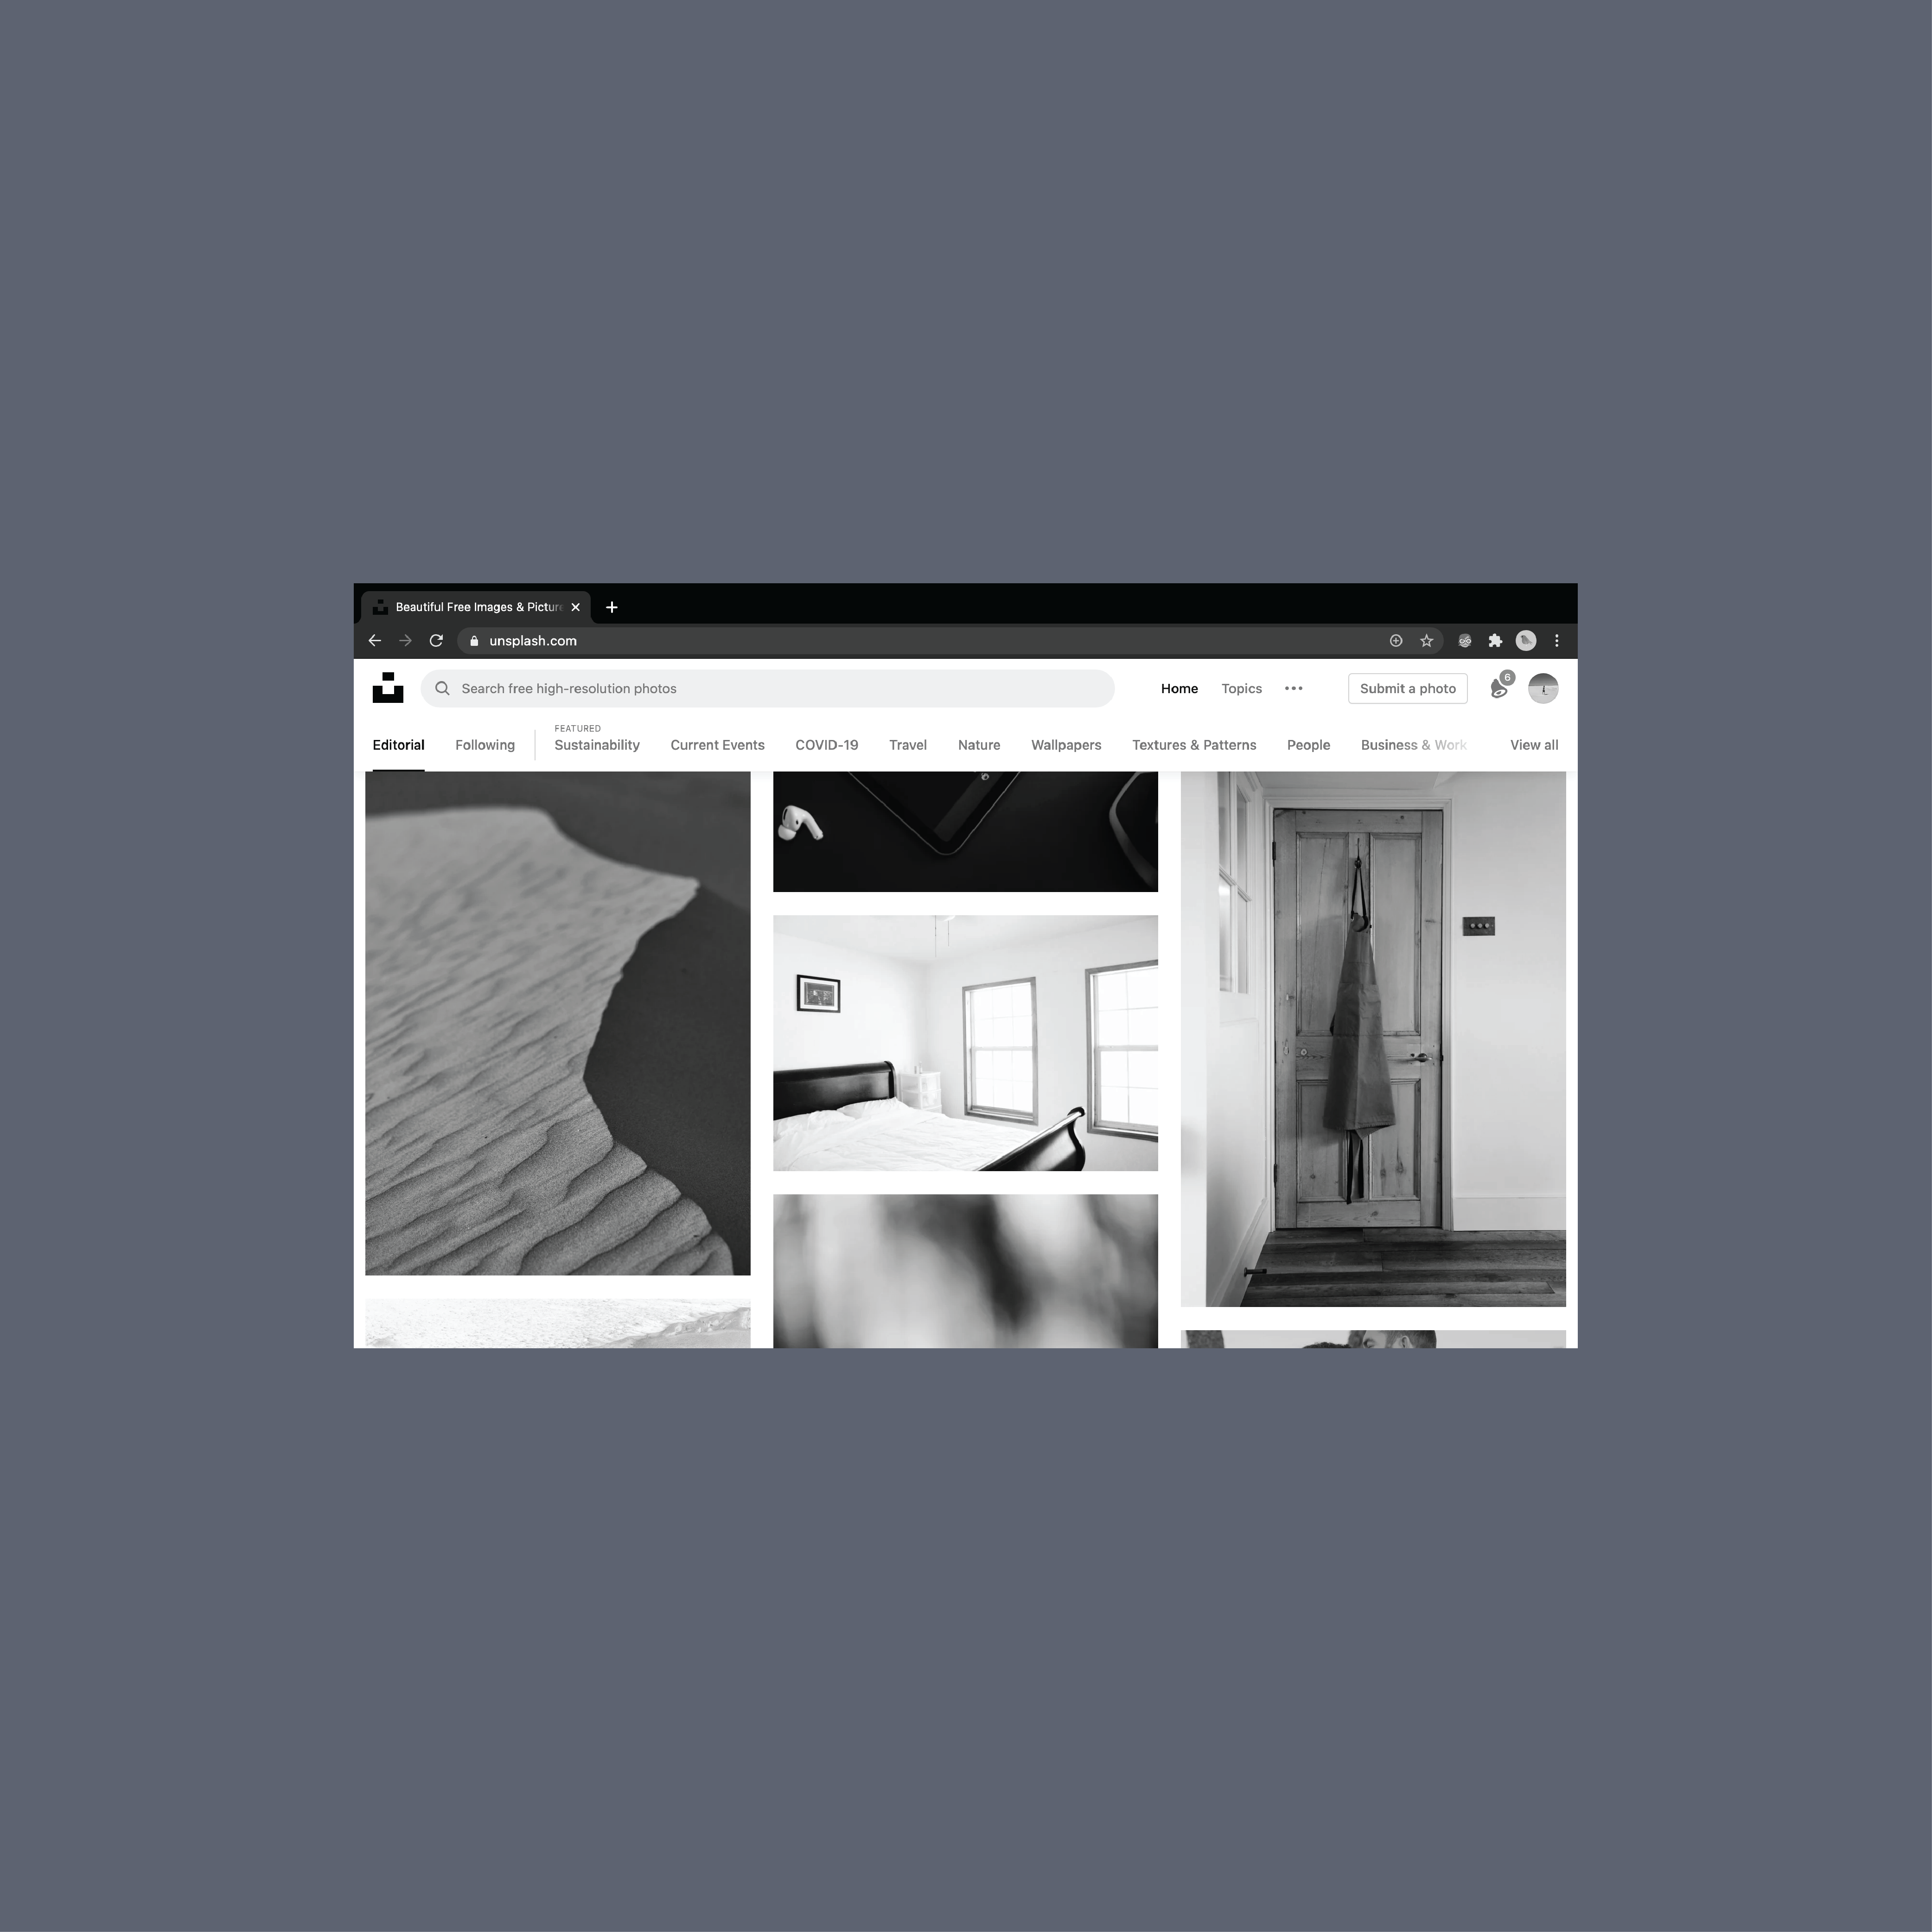 Beautiful Free Images & Pictur
unsplash.com
Search free high-resolution photos
Home Topics Submit a photo 6
FEATURED
Editorial Following Sustainability Current Events COVID-19 Travel Nature Wallpapers Textures & Patterns People Business & Work View all